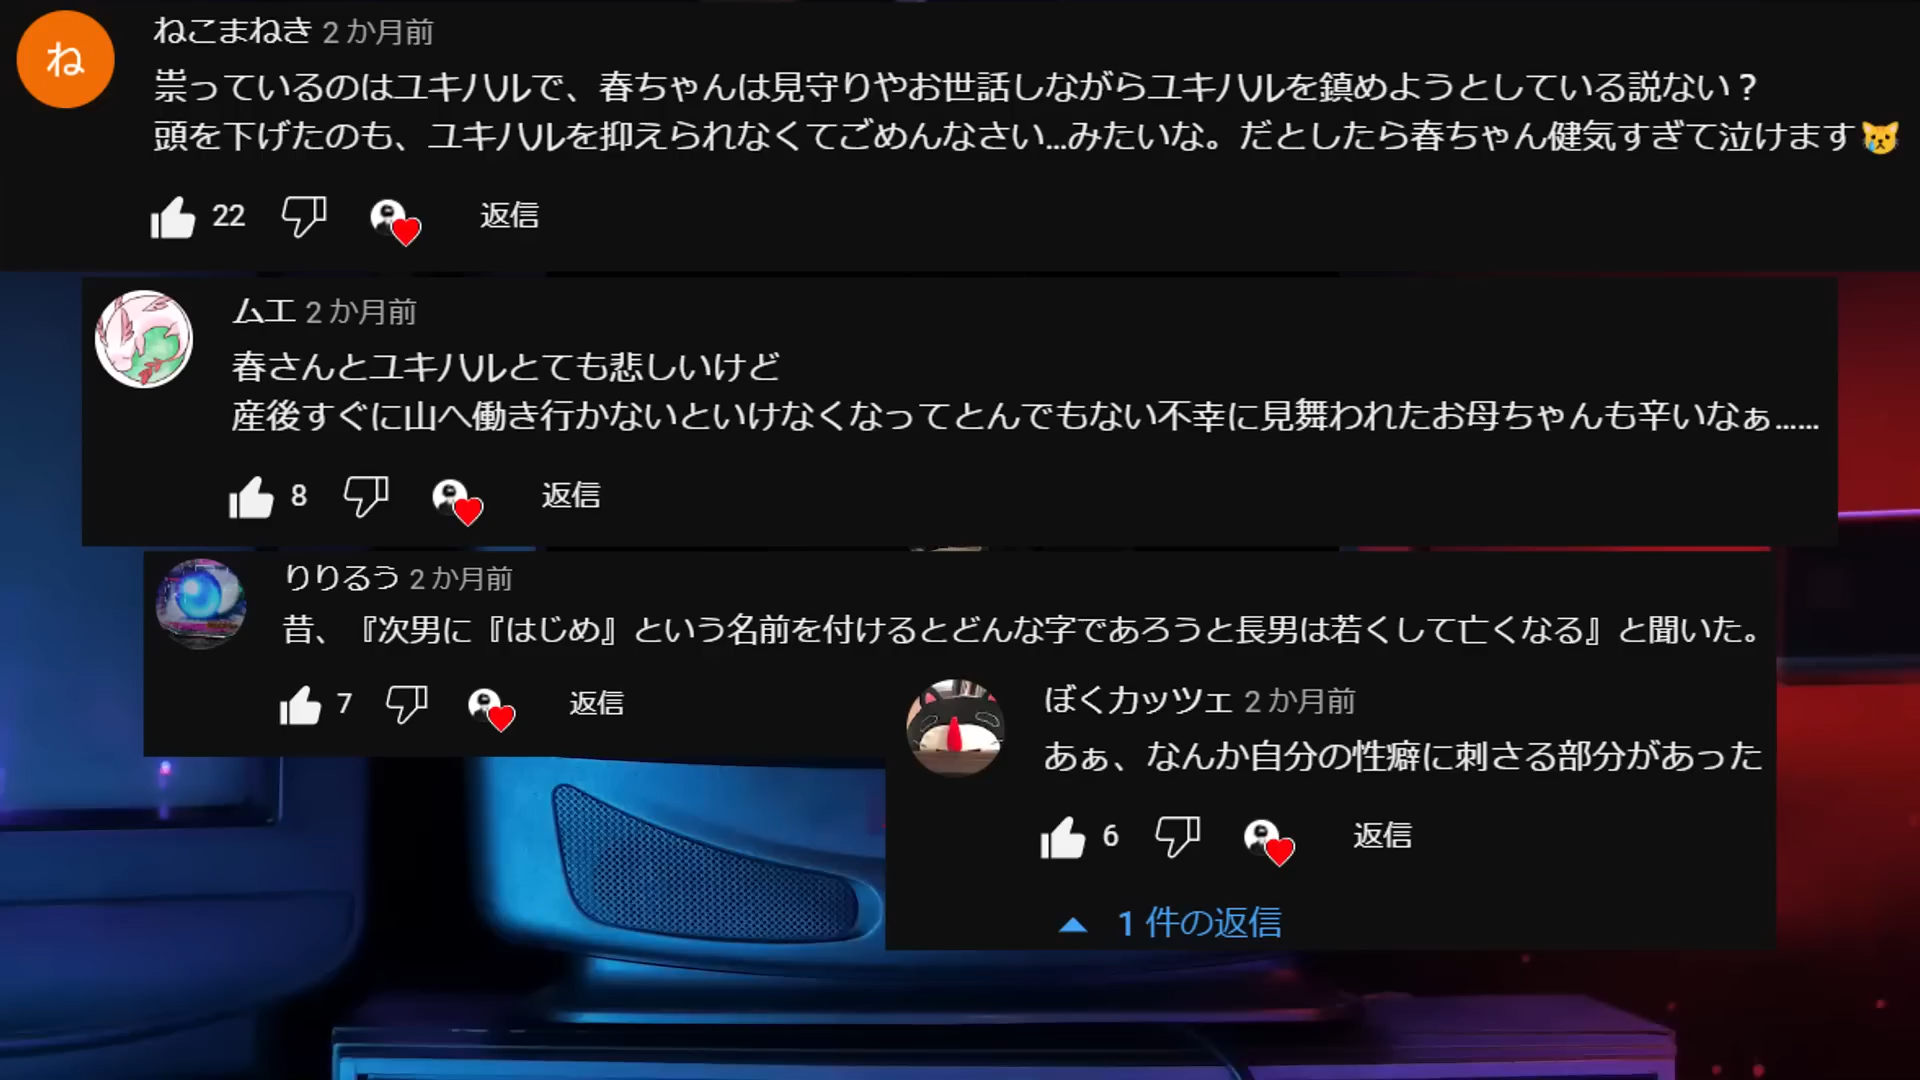 ね
ねこまねき 2 か月前
祟っているのはユキハルで、春ちゃんは見守りやお世話しながらユキハルを鎮めようとしている説ない？
頭を下げたのも、ユキハルを抑えられなくてごめんなさい...みたいな。だとしたら春ちゃん健気すぎて泣けます😿
22 返信
ムエ 2 か月前
春さんとユキハルとても悲しいけど
産後すぐに山へ働き行かないといけなくなってとんでもない不幸に見舞われたお母ちゃんも辛いなぁ……
8 返信
りりるう 2 か月前
昔、『次男に『はじめ』という名前を付けるとどんな字であろうと長男は若くして亡くなる』と聞いた。
7 返信
ぼくカッツェ 2 か月前
あぁ、なんか自分の性癖に刺さる部分があった
6 返信
1 件の返信